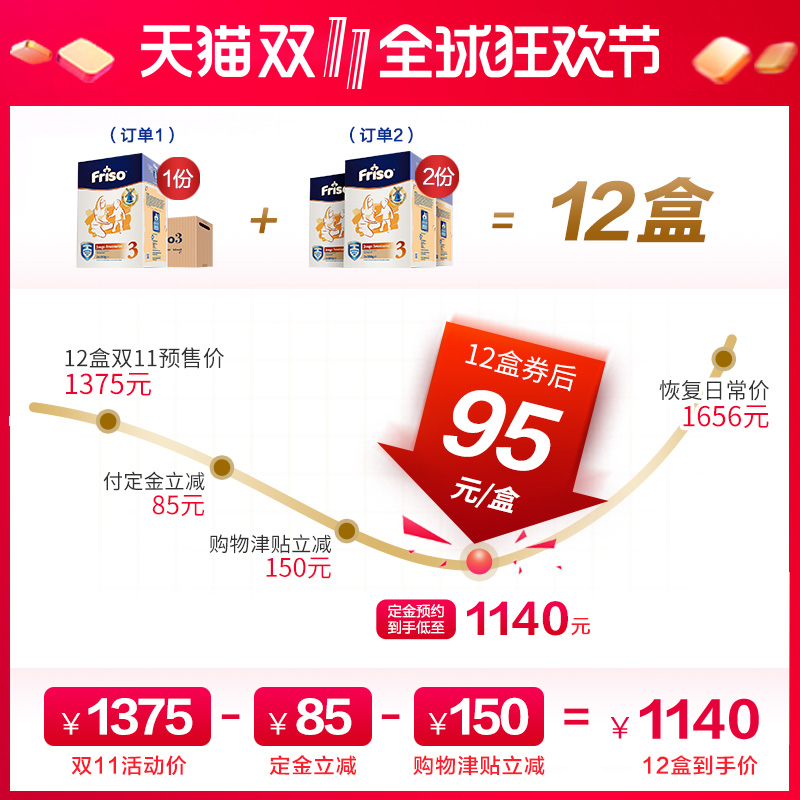 天猫双11全球狂欢节
（订单1）
（订单2）
Friso
1份
3
o3
+
Friso
Friso
2份
3
= 12盒
12盒双11预售价
1375元
付定金立减
85元
购物津贴立减
150元
12盒券后
95
元/盒
恢复日常价
1656元
定金预约
到手低至
1140元
¥1375 - ¥85 - ¥150 = ¥1140
双11活动价 定金立减 购物津贴立减 12盒到手价